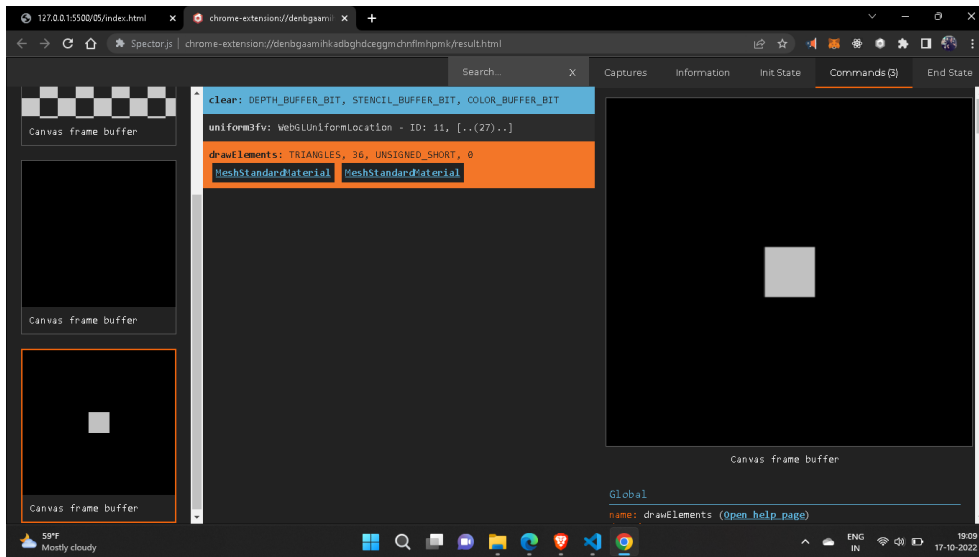 127.0.0.1:5500/05/index.html
chrome-extension://denbgaamih
Spector.js | chrome-extension://denbgaamihkadbghdceggmchnflmhpmk/result.html
Search... X
Captures Information Init State Commands (3) End State
Canvas frame buffer
Canvas frame buffer
Canvas frame buffer
clear: DEPTH_BUFFER_BIT, STENCIL_BUFFER_BIT, COLOR_BUFFER_BIT
uniform3fv: WebGLUniformLocation - ID: 11, [..(27)..]
drawElements: TRIANGLES, 36, UNSIGNED_SHORT, 0
MeshStandardMaterial MeshStandardMaterial
Canvas frame buffer
Global
name: drawElements (Open help page)
59°F
Mostly cloudy
ENG
IN
19:08
17-10-2022